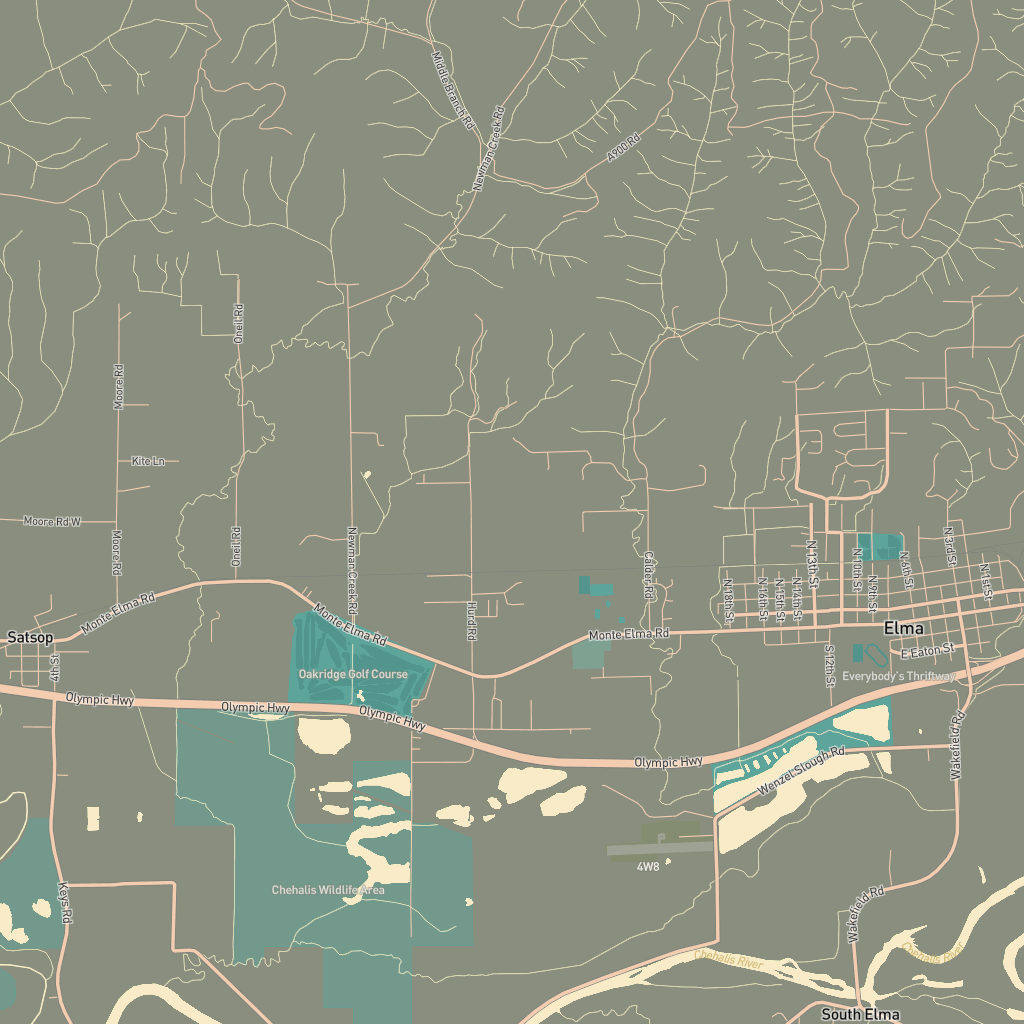 Middle Branch Rd
Newman Creek Rd
A900 Rd
Oneil Rd
Moore Rd
Kite Ln
Moore Rd W
Moore Rd
Oneil Rd
Newman Creek Rd
Calder Rd
N 13th St
N 10th St
N 9th St
N 6th St
N 3rd St
N 1st St
N 18th St
N 16th St
N 15th St
N 14th St
Monte Elma Rd
Monte Elma Rd
Hurd Rd
Monte Elma Rd
Elma
Satsop
4th St
S 12th St
E Eaton St
Oakridge Golf Course
Everybody's Thriftway
Olympic Hwy
Olympic Hwy
Olympic Hwy
Olympic Hwy
Wakefield Rd
Wenzel Slough Rd
4W8
Chehalis Wildlife Area
Keys Rd
Wakefield Rd
Chehalis River
Chehalis River
South Elma